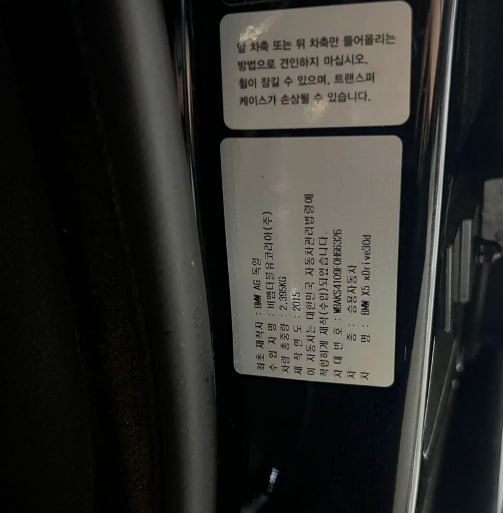 앞 차축 또는 뒤 차축만 들어올리는
방법으로 견인하지 마십시오.
휠이 잠길 수 있으며, 트랜스퍼
케이스가 손상될 수 있습니다.
최초 제작사 : BMW AG 독일
수 입 자 명 : 비엠더블유코리아(주)
차량 총중량 : 2,395KG
제 작 연 도 : 2015
이 자동차는 대한민국 자동차관리법령에
적합하게 제작(수입)되었습니다.
차 대 번 호 : WBAKS4109F0H66326
차 종 : 승용자동차
차 명 : BMW X5 xDrive30d